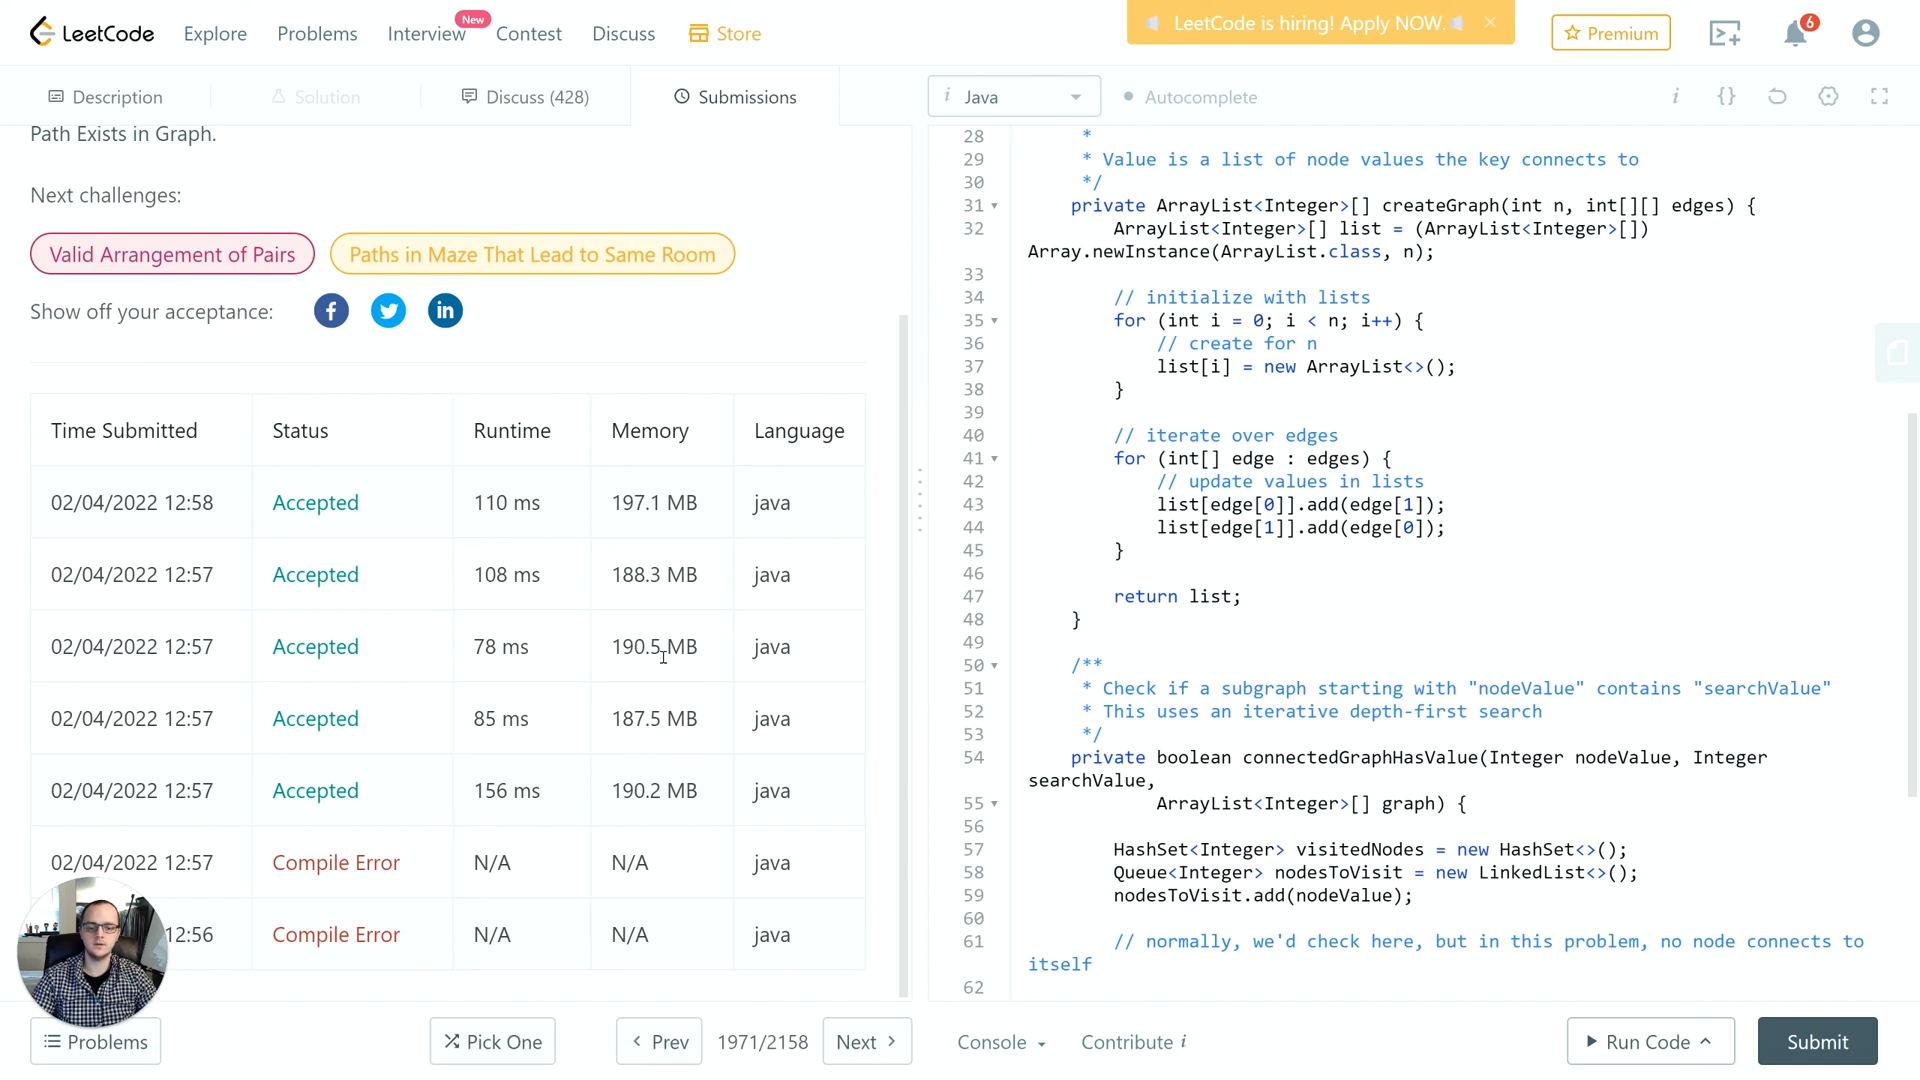 LeetCode
Explore
Problems
Interview
New
Contest
Discuss
Store
LeetCode is hiring! Apply NOW.
×
Premium
6
Description
Solution
Discuss (428)
Submissions
i Java
Autocomplete
i
{}
Path Exists in Graph.
Next challenges:
Valid Arrangement of Pairs
Paths in Maze That Lead to Same Room
Show off your acceptance:
f
in
Time Submitted Status Runtime Memory Language
02/04/2022 12:58 Accepted 110 ms 197.1 MB java
02/04/2022 12:57 Accepted 108 ms 188.3 MB java
02/04/2022 12:57 Accepted 78 ms 190.5 MB java
02/04/2022 12:57 Accepted 85 ms 187.5 MB java
02/04/2022 12:57 Accepted 156 ms 190.2 MB java
02/04/2022 12:57 Compile Error N/A N/A java
12:56 Compile Error N/A N/A java
28 *
29 * Value is a list of node values the key connects to
30 */
31 private ArrayList<Integer>[] createGraph(int n, int[][] edges) {
32 ArrayList<Integer>[] list = (ArrayList<Integer>[])
Array.newInstance(ArrayList.class, n);
33
34 // initialize with lists
35 for (int i = 0; i < n; i++) {
36 // create for n
37 list[i] = new ArrayList<>();
38 }
39
40 // iterate over edges
41 for (int[] edge : edges) {
42 // update values in lists
43 list[edge[0]].add(edge[1]);
44 list[edge[1]].add(edge[0]);
45 }
46
47 return list;
48 }
49
50 /**
51 * Check if a subgraph starting with "nodeValue" contains "searchValue"
52 * This uses an iterative depth-first search
53 */
54 private boolean connectedGraphHasValue(Integer nodeValue, Integer
searchValue,
55 ArrayList<Integer>[] graph) {
56
57 HashSet<Integer> visitedNodes = new HashSet<>();
58 Queue<Integer> nodesToVisit = new LinkedList<>();
59 nodesToVisit.add(nodeValue);
60
61 // normally, we'd check here, but in this problem, no node connects to
itself
62
Problems
Pick One
< Prev
1971/2158
Next >
Console
Contribute i
Run Code
Submit